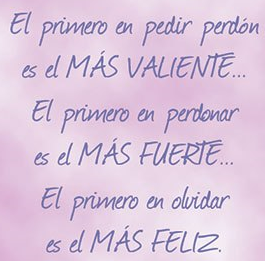 El primero en pedir perdón
es el MÁS VALIENTE...
El primero en perdonar
es el MÁS FUERTE...
El primero en olvidar
es el MÁS FELIZ.